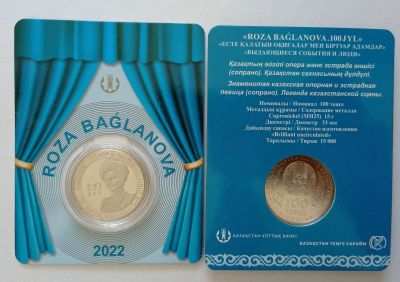 ROZA BAĞLANOVA
2022
«ROZA BAĞLANOVA.100 JYL»
«ЕСТЕ ҚАЛАТЫН ОҚИҒАЛАР МЕН БІРТУАР АДАМДАР»
«ВЫДАЮЩИЕСЯ СОБЫТИЯ И ЛЮДИ»
Қазақтың әйгілі опера және эстрада әншісі
(сопрано). Қазақстан сахнасының дүлдүлі.
Знаменитая казахская оперная и эстрадная
певица (сопрано). Легенда казахстанской сцены.
Номиналы / Номинал 100 теңге
Металдың құрамы / Содержание металла
Cupronickel (МН25) 15 г
Диаметрі / Диаметр 33 мм
Дайындау сапасы / Качество изготовления
«Brilliant uncirculated»
Таралымы / Тираж 15 000
100
ҚАЗАҚСТАН ҰЛТТЫҚ БАНКІ
ҚАЗАҚСТАН ТЕҢГЕ САРАЙЫ